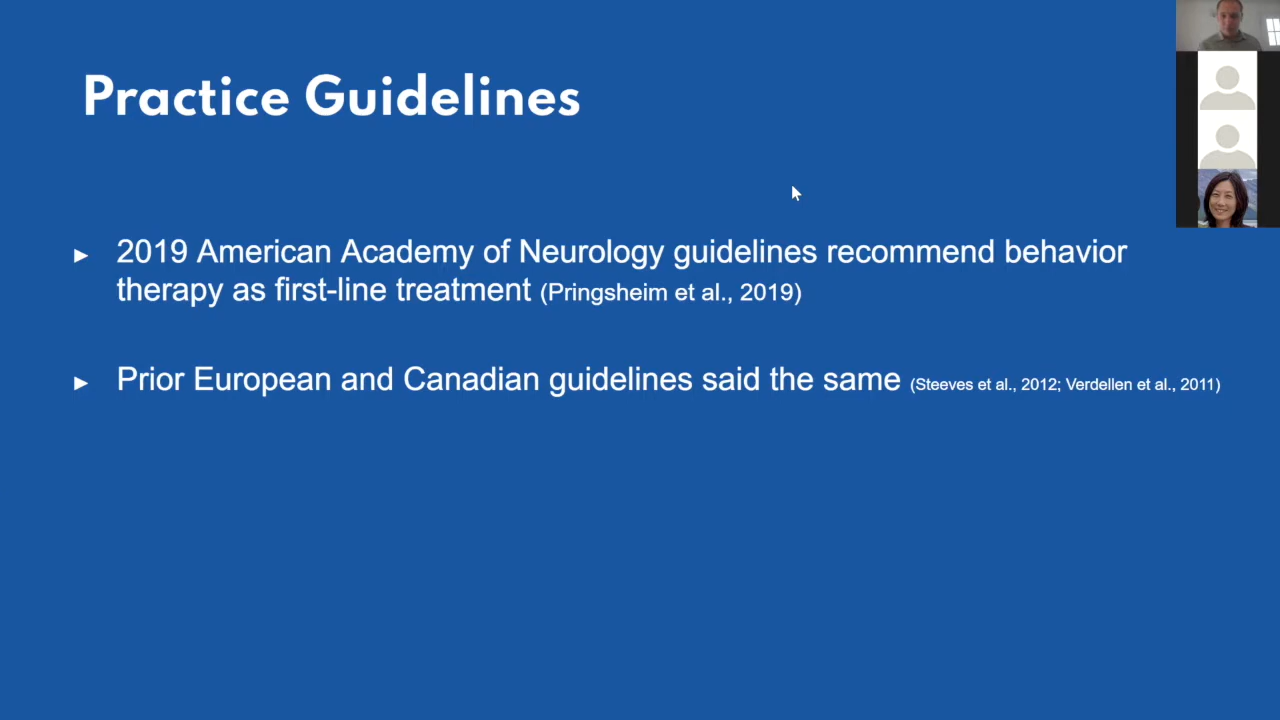 Practice Guidelines
► 2019 American Academy of Neurology guidelines recommend behavior
therapy as first-line treatment (Pringsheim et al., 2019)
► Prior European and Canadian guidelines said the same (Steeves et al., 2012; Verdellen et al., 2011)